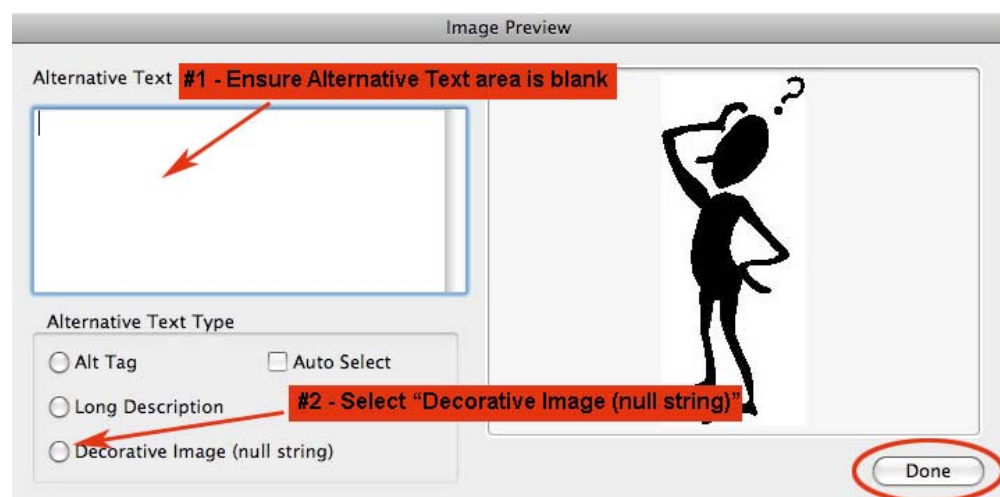 Image Preview
Alternative Text
#1 - Ensure Alternative Text area is blank
?
Alternative Text Type
Alt Tag
Auto Select
Long Description
#2 - Select “Decorative Image (null string)”
Decorative Image (null string)
Done